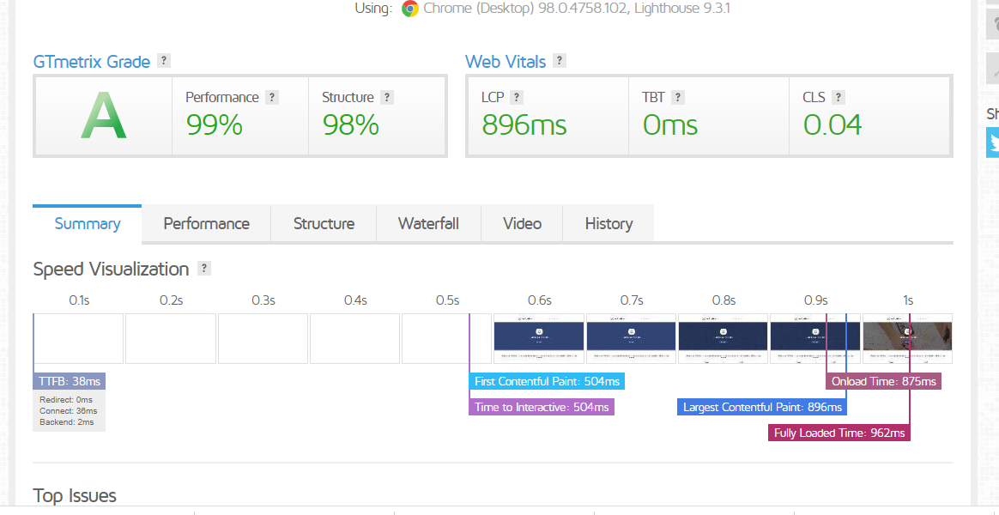 Using: Chrome (Desktop) 98.0.4758.102, Lighthouse 9.3.1
GTmetrix Grade ?
Web Vitals ?
A
Performance ?
99%
Structure ?
98%
LCP ?
896ms
TBT ?
0ms
CLS ?
0.04
Sh
Summary Performance Structure Waterfall Video History
Speed Visualization ?
0.1s 0.2s 0.3s 0.4s 0.5s 0.6s 0.7s 0.8s 0.9s 1s
TTFB: 38ms
Redirect: 0ms
Connect: 36ms
Backend: 2ms
First Contentful Paint: 504ms
Time to Interactive: 504ms
Onload Time: 875ms
Largest Contentful Paint: 896ms
Fully Loaded Time: 962ms
Top Issues